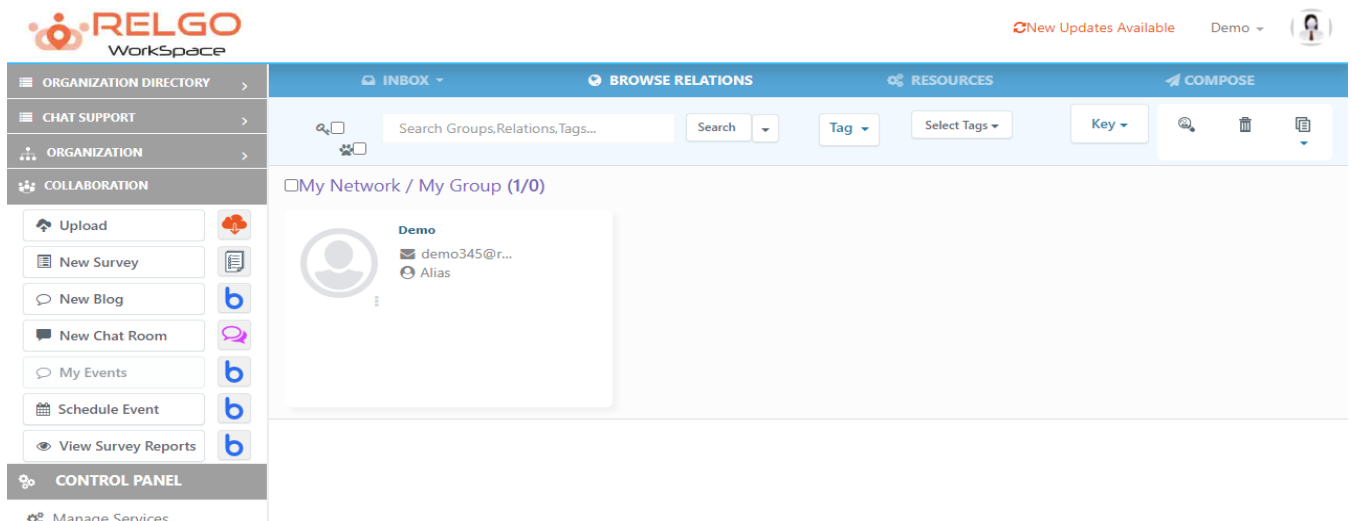 RELGO
WorkSpace
New Updates Available
Demo
ORGANIZATION DIRECTORY
CHAT SUPPORT
ORGANIZATION
COLLABORATION
Upload
New Survey
New Blog
New Chat Room
My Events
Schedule Event
View Survey Reports
CONTROL PANEL
Manage Services
INBOX
BROWSE RELATIONS
RESOURCES
COMPOSE
Search Groups,Relations,Tags...
Search
Tag
Select Tags
Key
My Network / My Group (1/0)
Demo
demo345@r...
Alias